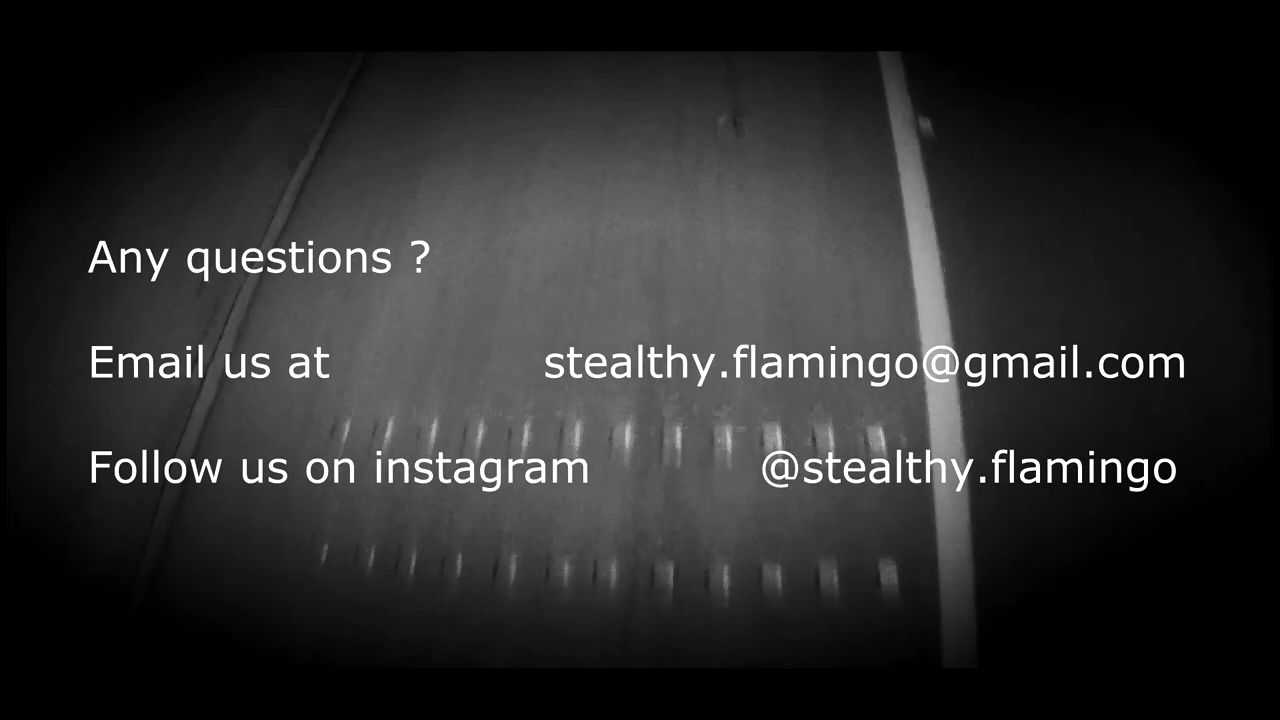 Any questions ?
Email us at stealthy.flamingo@gmail.com
Follow us on instagram @stealthy.flamingo